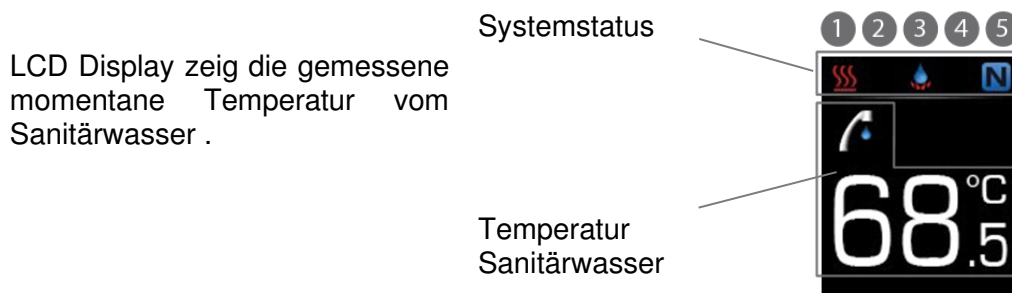 Systemstatus
1 2 3 4 5
LCD Display zeig die gemessene
momentane Temperatur vom
Sanitärwasser .
N
68.5 °C
Temperatur
Sanitärwasser